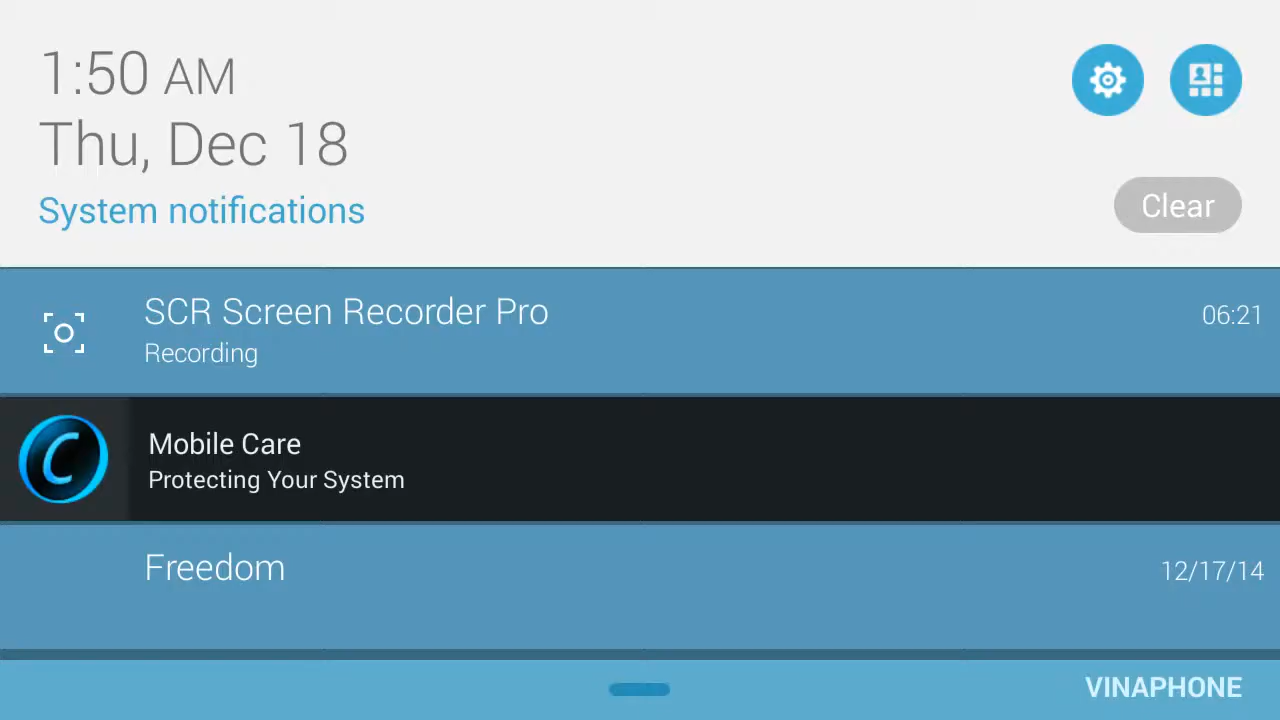 1:50 AM
Thu, Dec 18
System notifications
Clear
SCR Screen Recorder Pro
06:21
Recording
C
Mobile Care
Protecting Your System
Freedom
12/17/14
VINAPHONE